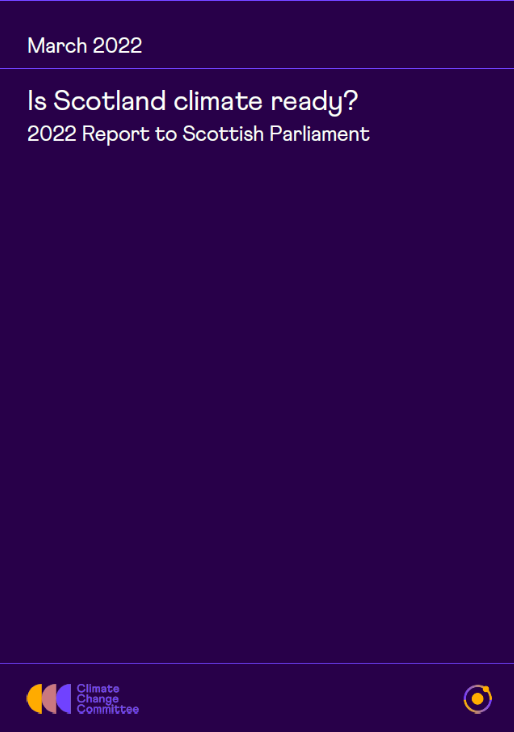 March 2022
Is Scotland climate ready?
2022 Report to Scottish Parliament
Climate
Change
Committee